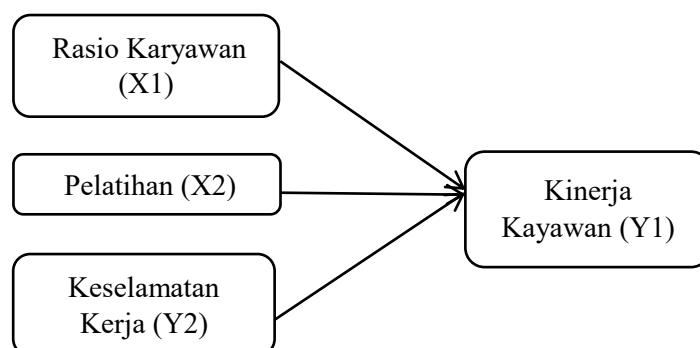 Rasio Karyawan
(X1)
Pelatihan (X2)
Keselamatan
Kerja (Y2)
Kinerja
Kayawan (Y1)